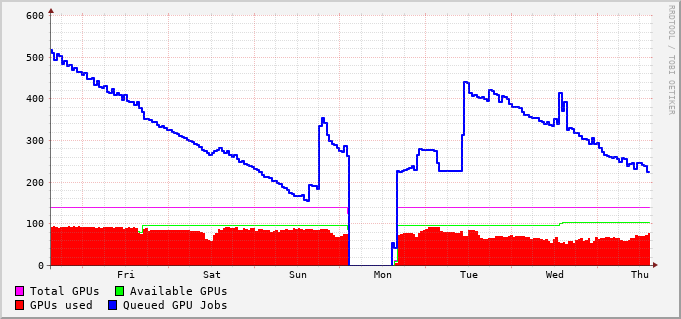 600
500
400
300
200
100
0
Fri Sat Sun Mon Tue Wed Thu
Total GPUs Available GPUs
GPUs used Queued GPU Jobs
RRDTOOL / TOBI OETIKER